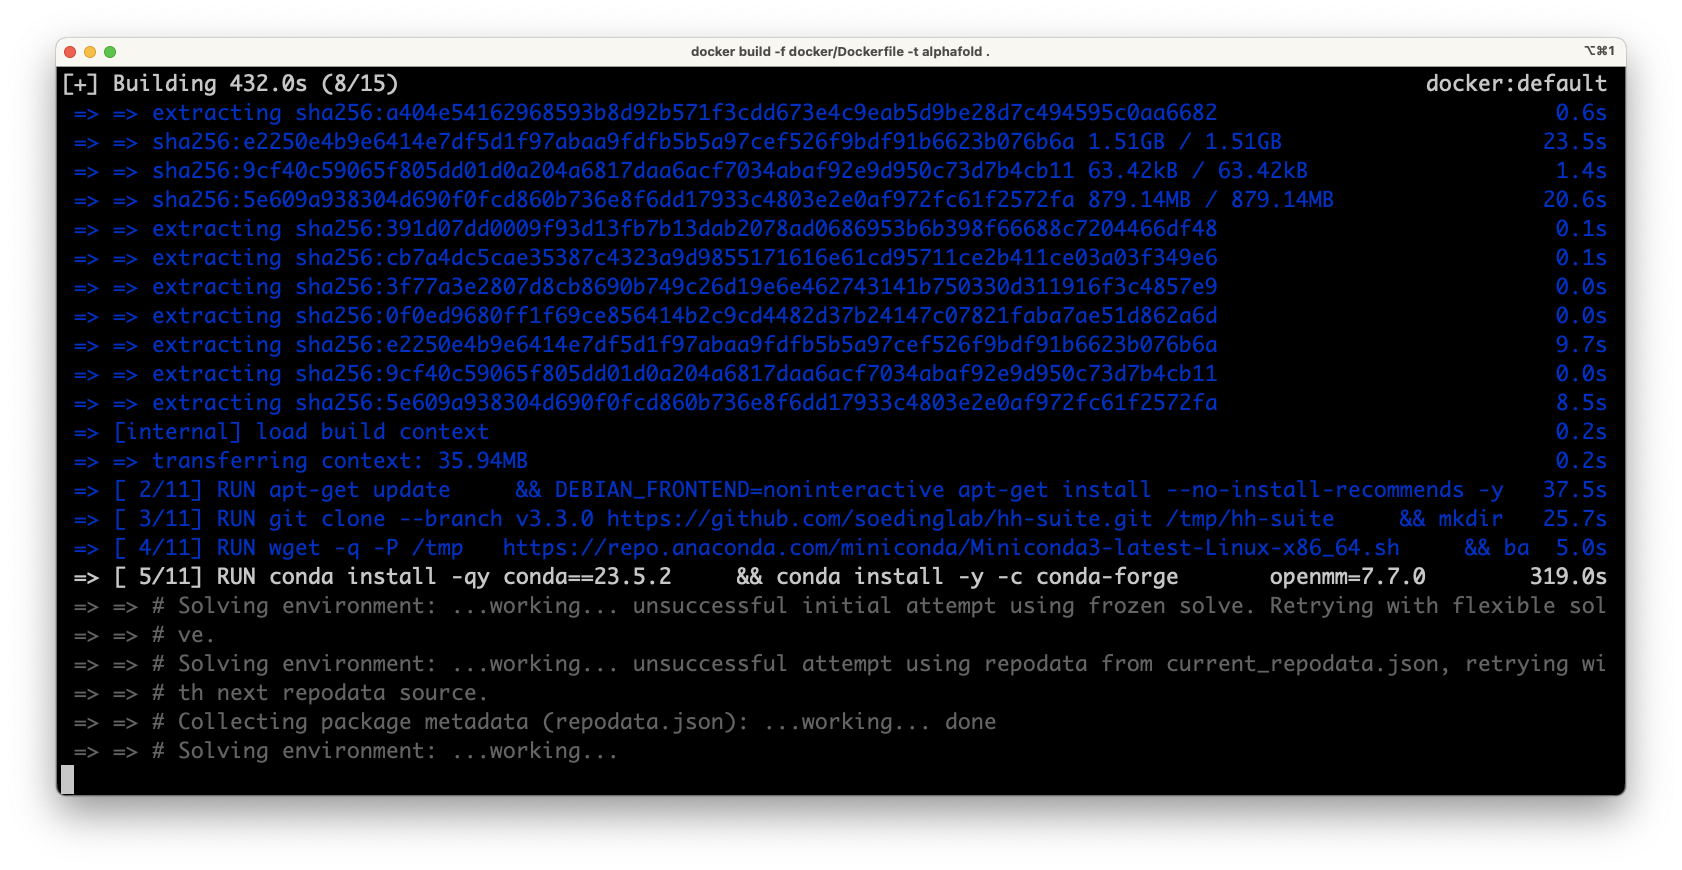 docker build -f docker/Dockerfile -t alphafold .
⌥⌘1
[+] Building 432.0s (8/15) docker:default
=> => extracting sha256:a404e54162968593b8d92b571f3cdd673e4c9eab5d9be28d7c494595c0aa6682 0.6s
=> => sha256:e2250e4b9e6414e7df5d1f97abaa9fdfb5b5a97cef526f9bdf91b6623b076b6a 1.51GB / 1.51GB 23.5s
=> => sha256:9cf40c59065f805dd01d0a204a6817daa6acf7034abaf92e9d950c73d7b4cb11 63.42kB / 63.42kB 1.4s
=> => sha256:5e609a938304d690f0fcd860b736e8f6dd17933c4803e2e0af972fc61f2572fa 879.14MB / 879.14MB 20.6s
=> => extracting sha256:391d07dd0009f93d13fb7b13dab2078ad0686953b6b398f66688c7204466df48 0.1s
=> => extracting sha256:cb7a4dc5cae35387c4323a9d9855171616e61cd95711ce2b411ce03a03f349e6 0.1s
=> => extracting sha256:3f77a3e2807d8cb8690b749c26d19e6e462743141b750330d311916f3c4857e9 0.0s
=> => extracting sha256:0f0ed9680ff1f69ce856414b2c9cd4482d37b24147c07821faba7ae51d862a6d 0.0s
=> => extracting sha256:e2250e4b9e6414e7df5d1f97abaa9fdfb5b5a97cef526f9bdf91b6623b076b6a 9.7s
=> => extracting sha256:9cf40c59065f805dd01d0a204a6817daa6acf7034abaf92e9d950c73d7b4cb11 0.0s
=> => extracting sha256:5e609a938304d690f0fcd860b736e8f6dd17933c4803e2e0af972fc61f2572fa 8.5s
=> [internal] load build context 0.2s
=> => transferring context: 35.94MB 0.2s
=> [ 2/11] RUN apt-get update     && DEBIAN_FRONTEND=noninteractive apt-get install --no-install-recommends -y 37.5s
=> [ 3/11] RUN git clone --branch v3.3.0 https://github.com/soedinglab/hh-suite.git /tmp/hh-suite     && mkdir 25.7s
=> [ 4/11] RUN wget -q -P /tmp   https://repo.anaconda.com/miniconda/Miniconda3-latest-Linux-x86_64.sh     && ba 5.0s
=> [ 5/11] RUN conda install -qy conda==23.5.2     && conda install -y -c conda-forge       openmm=7.7.0 319.0s
=> => # Solving environment: ...working... unsuccessful initial attempt using frozen solve. Retrying with flexible sol
=> => # ve.
=> => # Solving environment: ...working... unsuccessful attempt using repodata from current_repodata.json, retrying wi
=> => # th next repodata source.
=> => # Collecting package metadata (repodata.json): ...working... done
=> => # Solving environment: ...working...